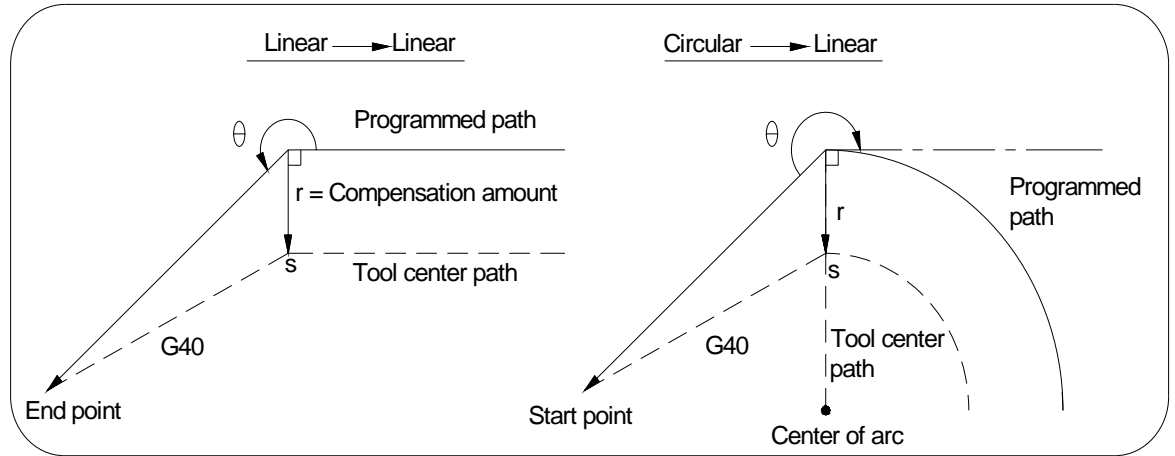 Linear → Linear
θ
Programmed path
r = Compensation amount
s
Tool center path
G40
End point
Circular → Linear
θ
Programmed
path
r
s
G40
Tool center
path
Start point
Center of arc